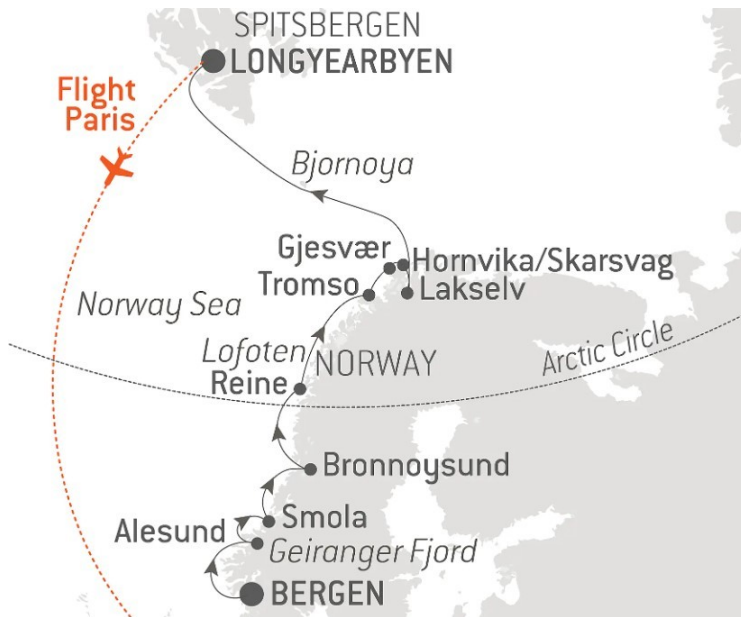 SPITSBERGEN
LONGYEARBYEN
Flight
Paris
Bjornoya
Gjesvær
Hornvika/Skarsvag
Tromso
Lakselv
Norway Sea
Lofoten
NORWAY
Arctic Circle
Reine
Bronnoysund
Smola
Alesund
Geiranger Fjord
BERGEN